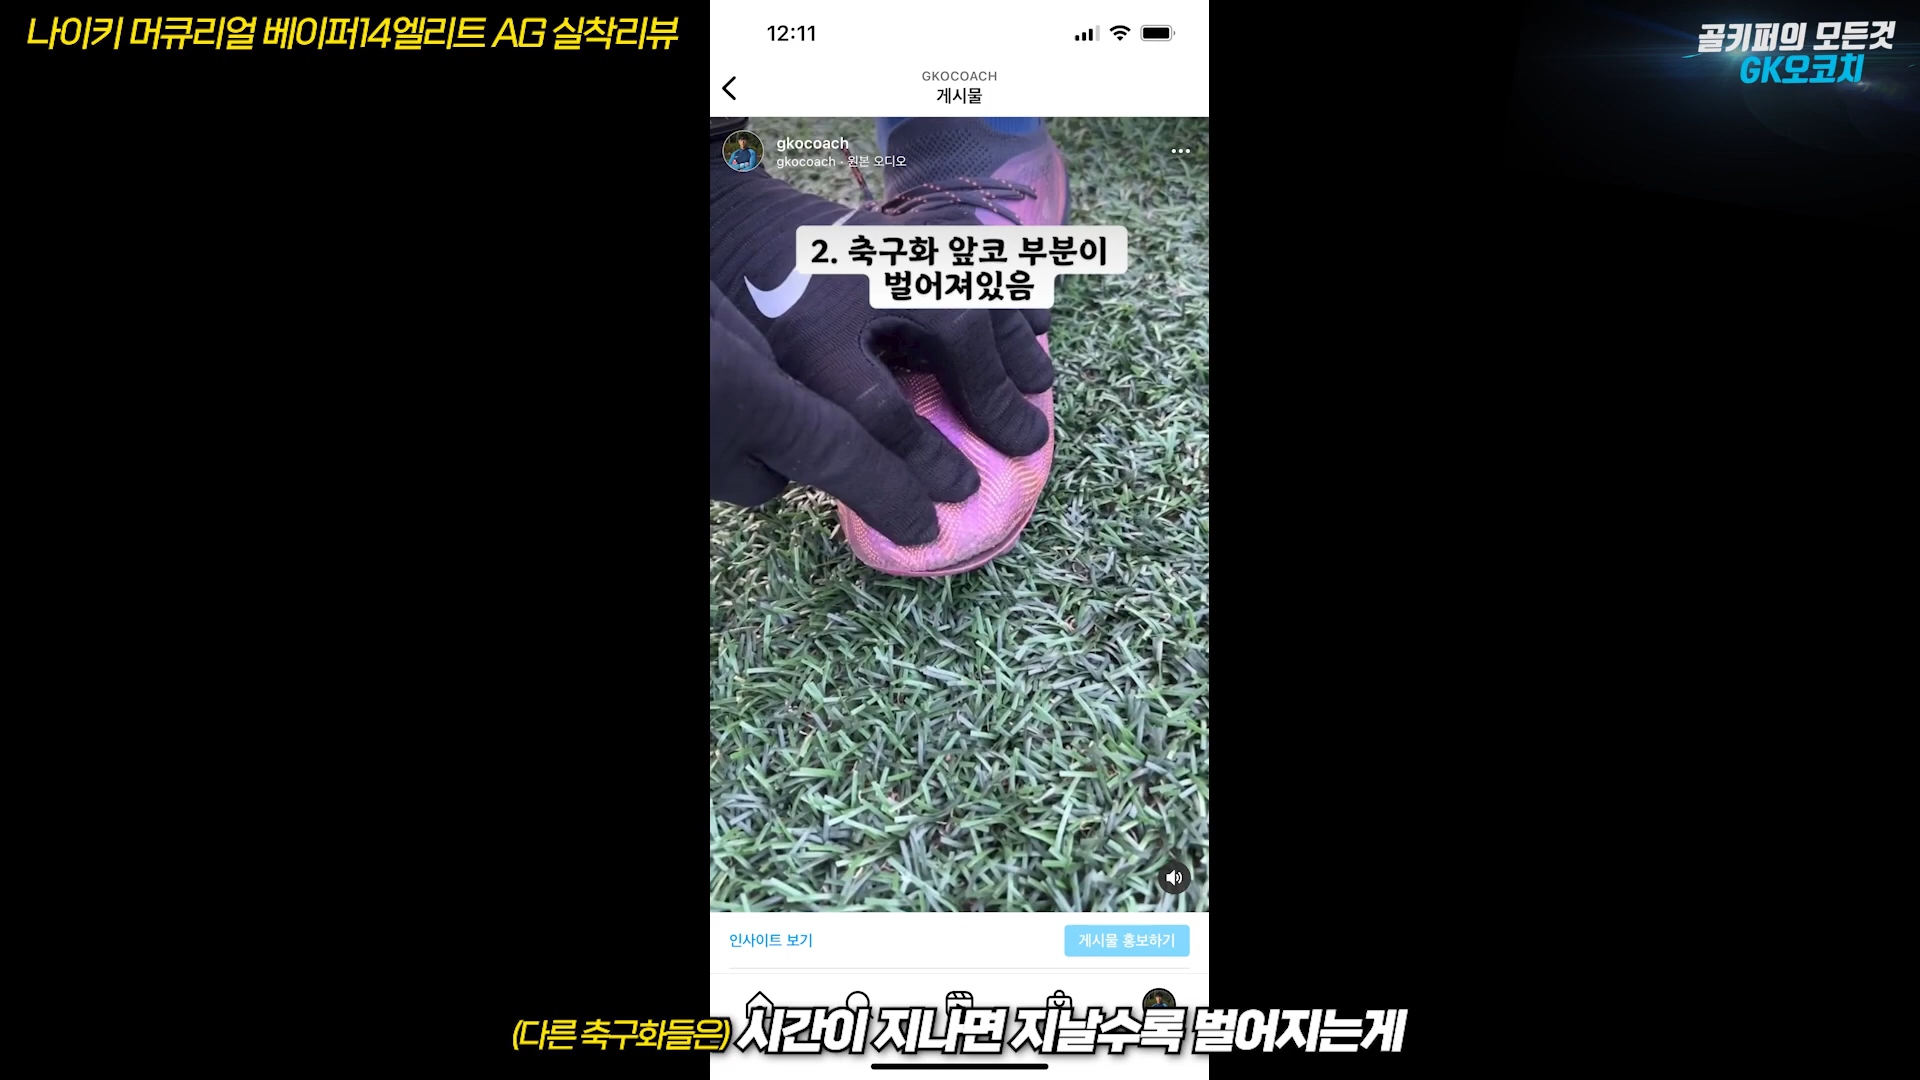 나이키 머큐리얼 베이퍼14엘리트 AG 실착리뷰
골키퍼의 모든것
GK오코치
12:11
GKOCOACH
게시물
gkocoach
gkocoach · 원본 오디오
2. 축구화 앞코 부분이
벌어져있음
인사이트 보기
게시물 홍보하기
(다른 축구화들은) 시간이 지나면 지날수록 벌어지는게